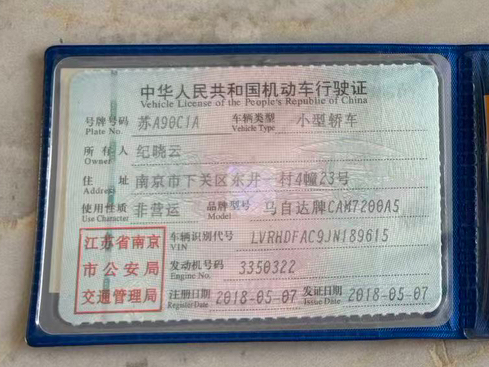 中华人民共和国机动车行驶证
Vehicle License of the People's Republic of China
号牌号码 苏A90C1A 车辆类型 小型轿车
Plate No. Vehicle Type
所有人 纪晓云
Owner
住址 南京市下关区东井一村4幢23号
Address
使用性质 非营运 品牌型号 马自达牌CAM7200A5
Use Character Model
车辆识别代号 LVRHDFAC9JN189615
VIN
发动机号码 3350322
Engine No.
注册日期 2018-05-07 发证日期 2018-05-07
Register Date Issue Date
江苏省南京
市公安局
交通管理局